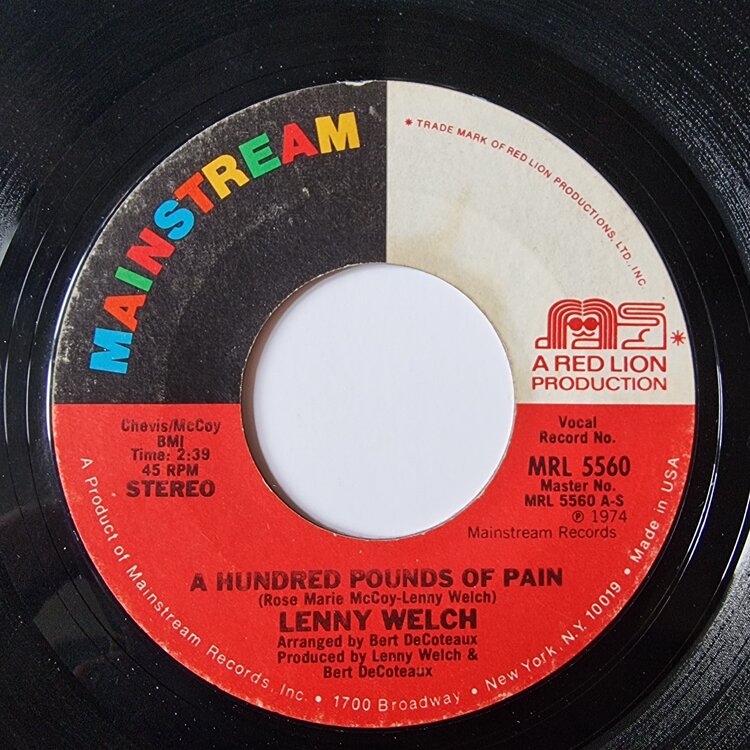 MAINSTREAM
* TRADE MARK OF RED LION PRODUCTIONS, LTD., INC.
*
A RED LION
PRODUCTION
Chevis/McCoy
BMI
Time: 2:39
45 RPM
STEREO
Vocal
Record No.
MRL 5560
Master No.
MRL 5560 A-S
℗ 1974
Mainstream Records
A HUNDRED POUNDS OF PAIN
(Rose Marie McCoy-Lenny Welch)
LENNY WELCH
Arranged by Bert DeCoteaux
Produced by Lenny Welch &
Bert DeCoteaux
A Product of Mainstream Records, Inc. • 1700 Broadway • New York, N.Y. 10019 • Made in USA